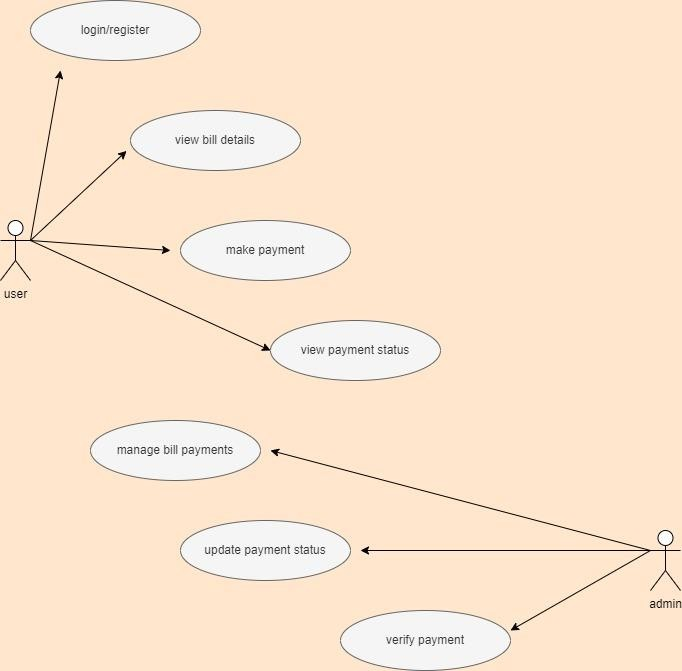 login/register
view bill details
make payment
user
view payment status
manage bill payments
update payment status
admin
verify payment